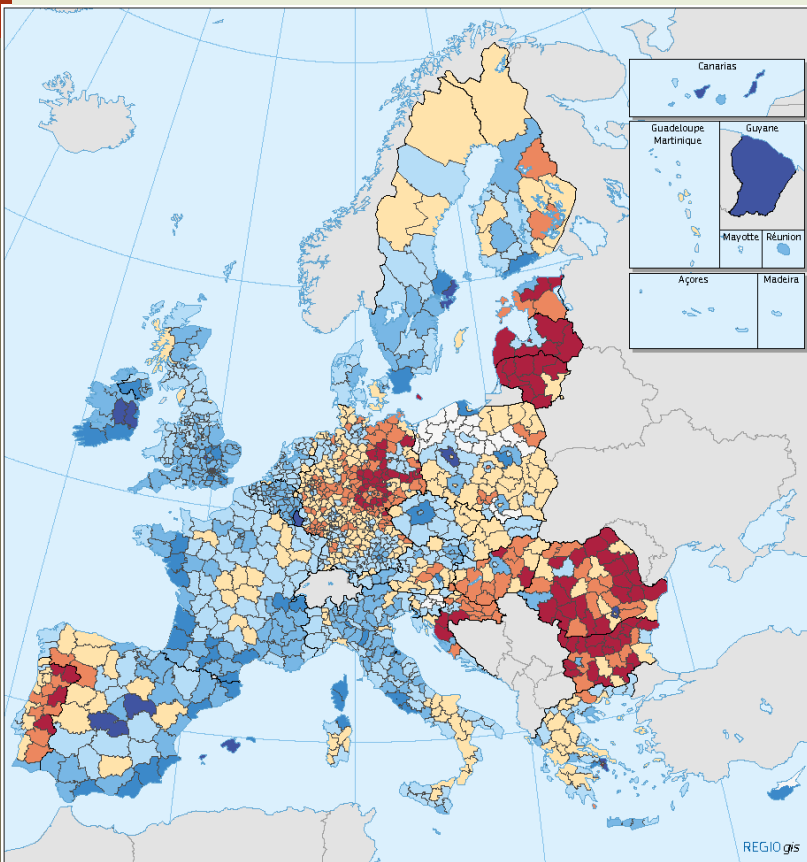 Canarias
Guadeloupe
Martinique
Guyane
Mayotte
Réunion
Açores
Madeira
REGIOgis